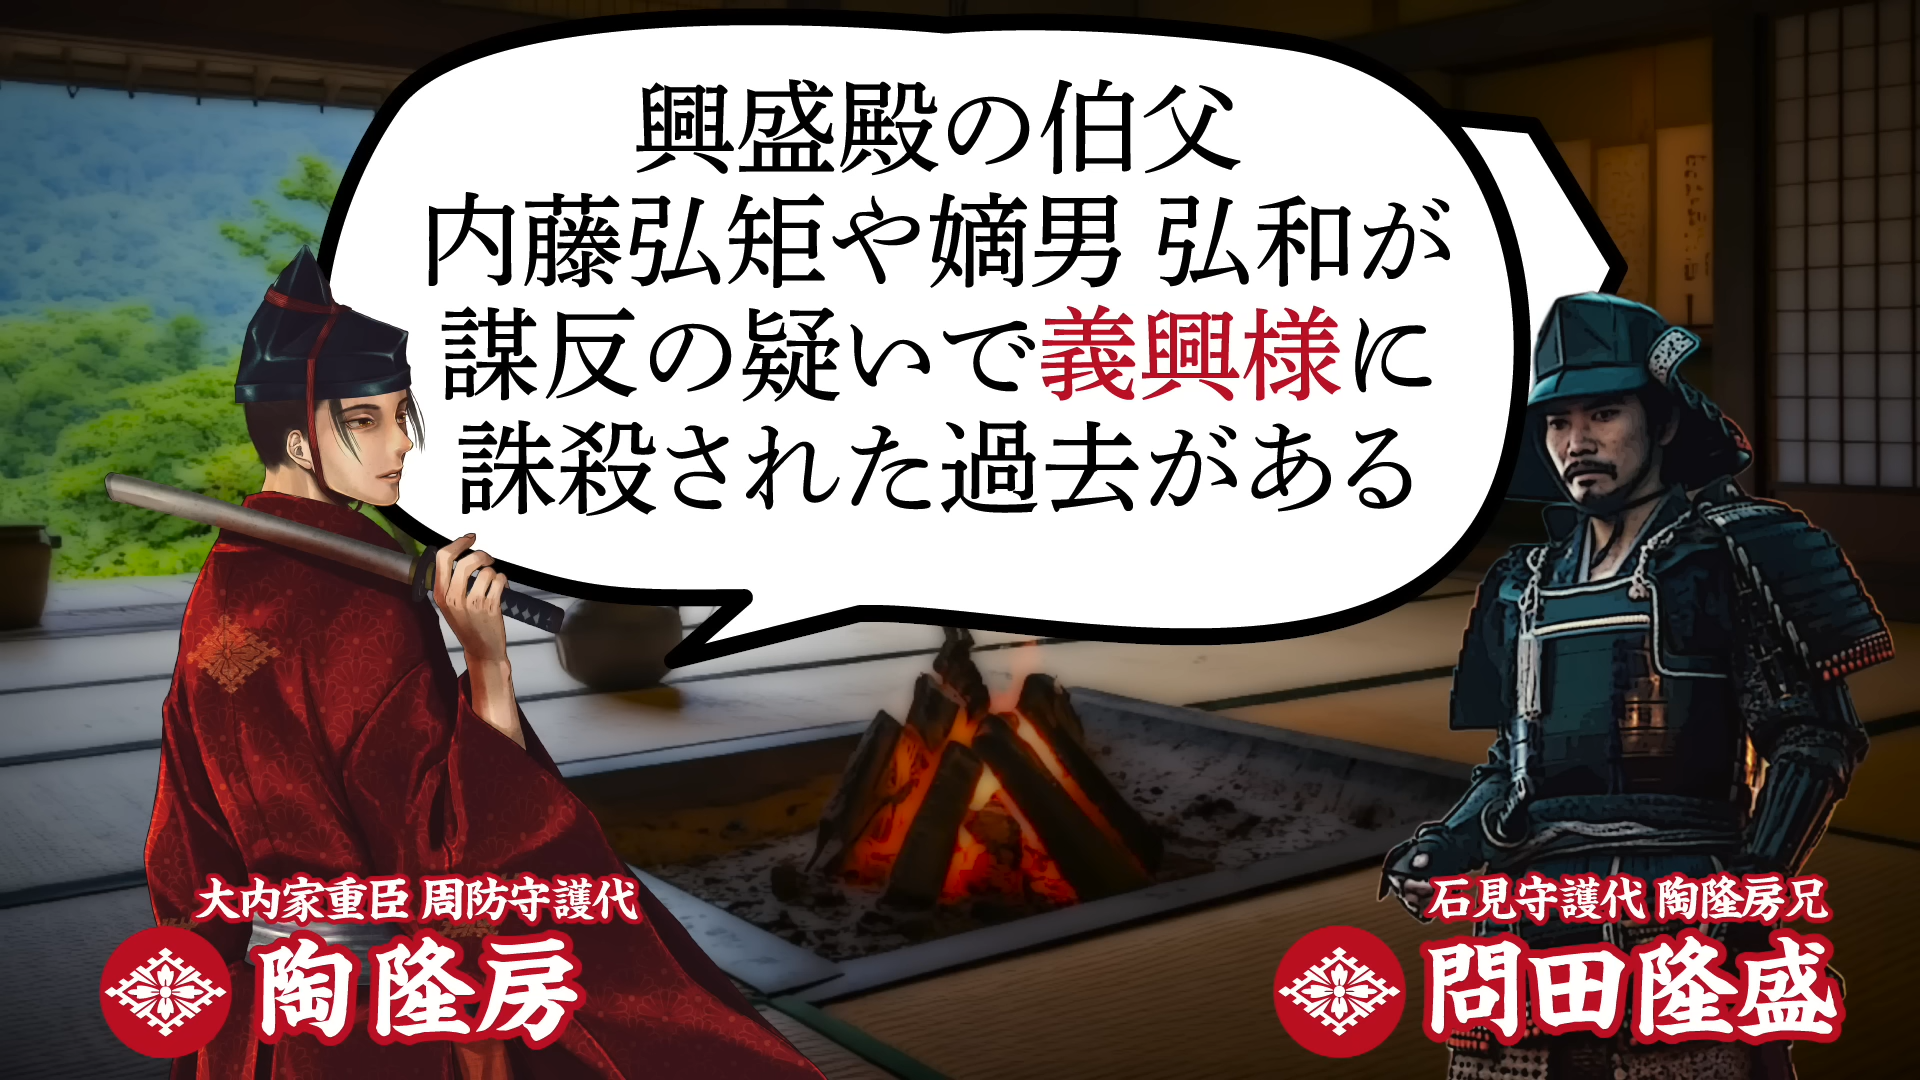 興盛殿の伯父
内藤弘矩や嫡男 弘和が
謀反の疑いで義興様に
誅殺された過去がある
大内家重臣 周防守護代
陶隆房
石見守護代 陶隆房兄
問田隆盛